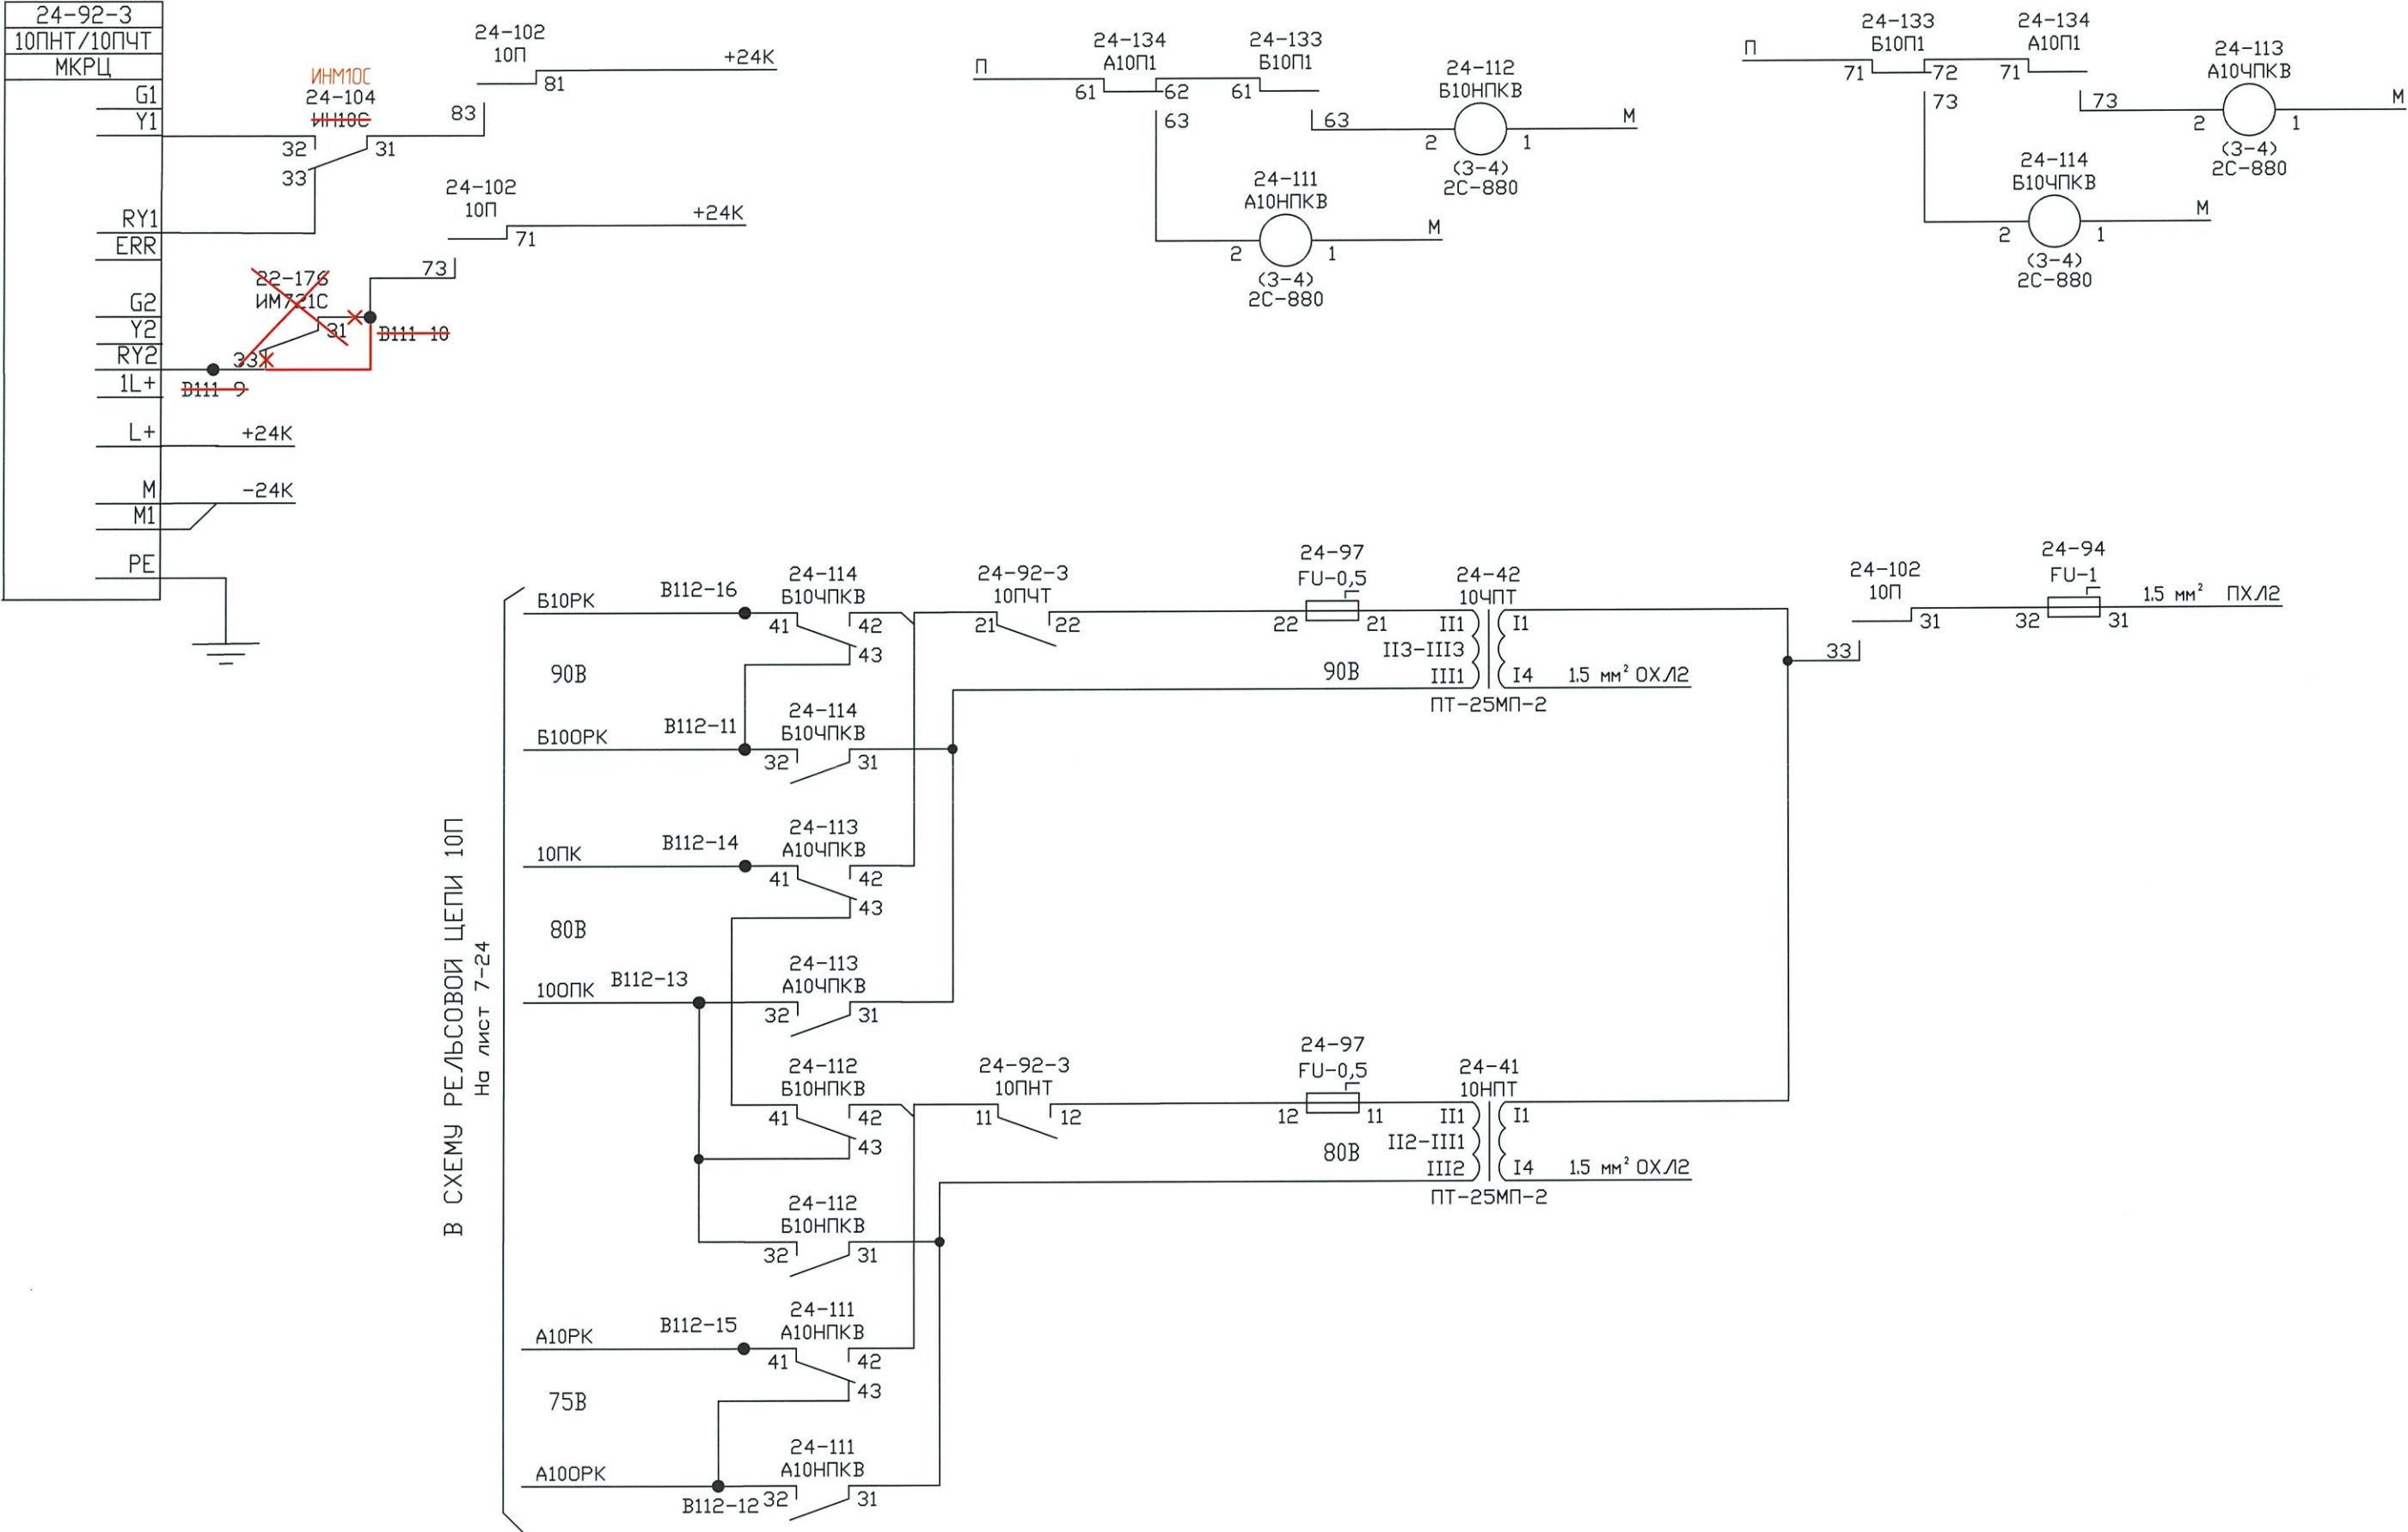 24-92-3
10ПНТ/10ПЧТ
МКРЦ
G1
Y1
RY1
ERR
G2
Y2
RY2
1L+
L+
M
M1
PE
ИНМ10С
24-104
ИН10С
32
31
33
83
24-102
10П
81
+24К
24-102
10П
71
+24К
73
22-176
ИМ721С
31
33
В111-10
В111-9
+24К
-24К
П
24-134
А10П1
61
62
63
24-133
Б10П1
61
63
24-112
Б10НПКВ
2
1
М
(3-4)
2С-880
24-111
А10НПКВ
2
1
М
(3-4)
2С-880
П
24-133
Б10П1
71
72
73
24-134
А10П1
71
73
24-113
А10ЧПКВ
2
1
М
(3-4)
2С-880
24-114
Б10ЧПКВ
2
1
М
(3-4)
2С-880
В СХЕМУ РЕЛЬСОВОЙ ЦЕПИ 10П
На лист 7-24
Б10РК
В112-16
24-114
Б10ЧПКВ
41
42
43
90В
Б10ОРК
В112-11
24-114
Б10ЧПКВ
32
31
10ПК
В112-14
24-113
А10ЧПКВ
41
42
43
80В
10ОПК
В112-13
24-113
А10ЧПКВ
32
31
24-112
Б10НПКВ
41
42
43
24-112
Б10НПКВ
32
31
А10РК
В112-15
24-111
А10НПКВ
41
42
43
75В
А10ОРК
В112-12
24-111
А10НПКВ
32
31
24-92-3
10ПЧТ
21
22
24-97
FU-0,5
22
21
24-42
10ЧПТ
II1
II3-III3
III1
90В
I1
I4
1.5 мм² ОХЛ2
ПТ-25МП-2
24-102
10П
31
33
24-94
FU-1
32
31
1.5 мм² ПХЛ2
24-92-3
10ПНТ
11
12
24-97
FU-0,5
12
11
24-41
10НПТ
II1
II2-III1
III2
80В
I1
I4
1.5 мм² ОХЛ2
ПТ-25МП-2